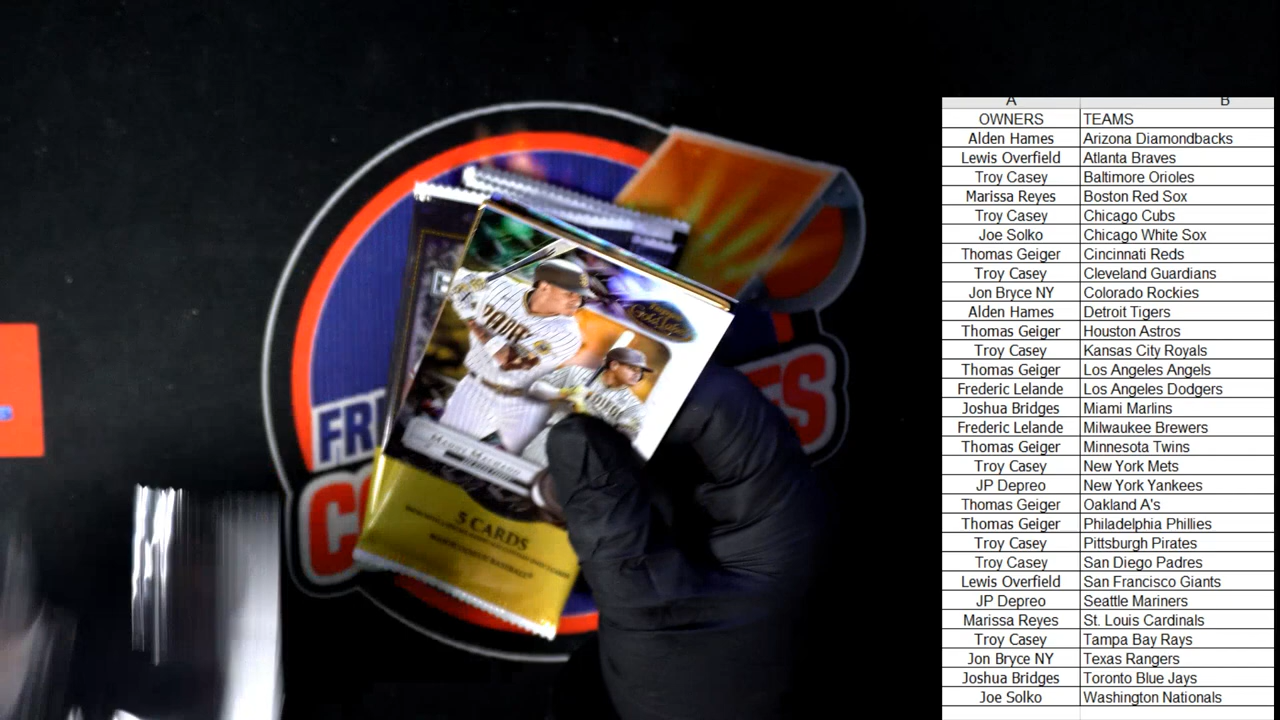 A B
OWNERS TEAMS
Alden Hames Arizona Diamondbacks
Lewis Overfield Atlanta Braves
Troy Casey Baltimore Orioles
Marissa Reyes Boston Red Sox
Troy Casey Chicago Cubs
Joe Solko Chicago White Sox
Thomas Geiger Cincinnati Reds
Troy Casey Cleveland Guardians
Jon Bryce NY Colorado Rockies
Alden Hames Detroit Tigers
Thomas Geiger Houston Astros
Troy Casey Kansas City Royals
Thomas Geiger Los Angeles Angels
Frederic Lelande Los Angeles Dodgers
Joshua Bridges Miami Marlins
Frederic Lelande Milwaukee Brewers
Thomas Geiger Minnesota Twins
Troy Casey New York Mets
JP Depreo New York Yankees
Thomas Geiger Oakland A's
Thomas Geiger Philadelphia Phillies
Troy Casey Pittsburgh Pirates
Troy Casey San Diego Padres
Lewis Overfield San Francisco Giants
JP Depreo Seattle Mariners
Marissa Reyes St. Louis Cardinals
Troy Casey Tampa Bay Rays
Jon Bryce NY Texas Rangers
Joshua Bridges Toronto Blue Jays
Joe Solko Washington Nationals
PADRES
FR ES
C
5 CARDS